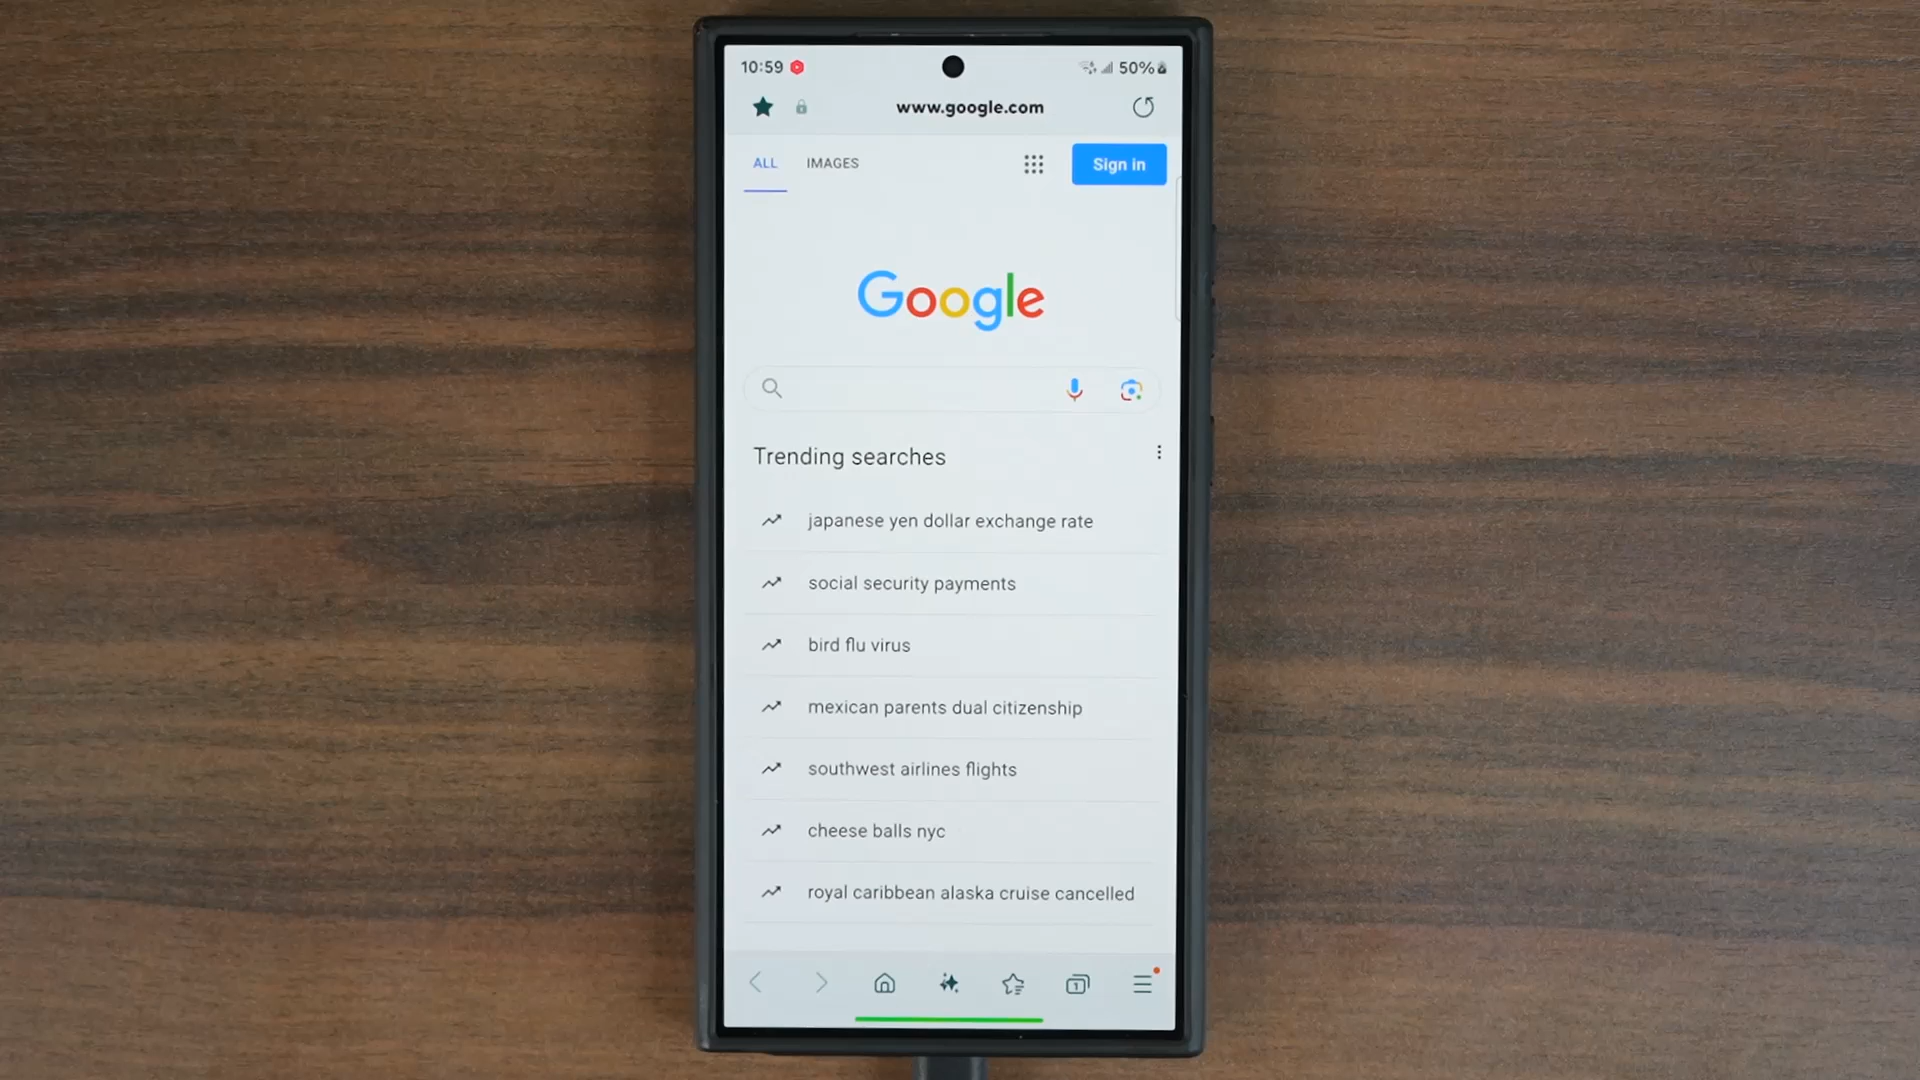 10:59 50%
www.google.com
ALL IMAGES Sign in
Google
Trending searches
japanese yen dollar exchange rate
social security payments
bird flu virus
mexican parents dual citizenship
southwest airlines flights
cheese balls nyc
royal caribbean alaska cruise cancelled
1